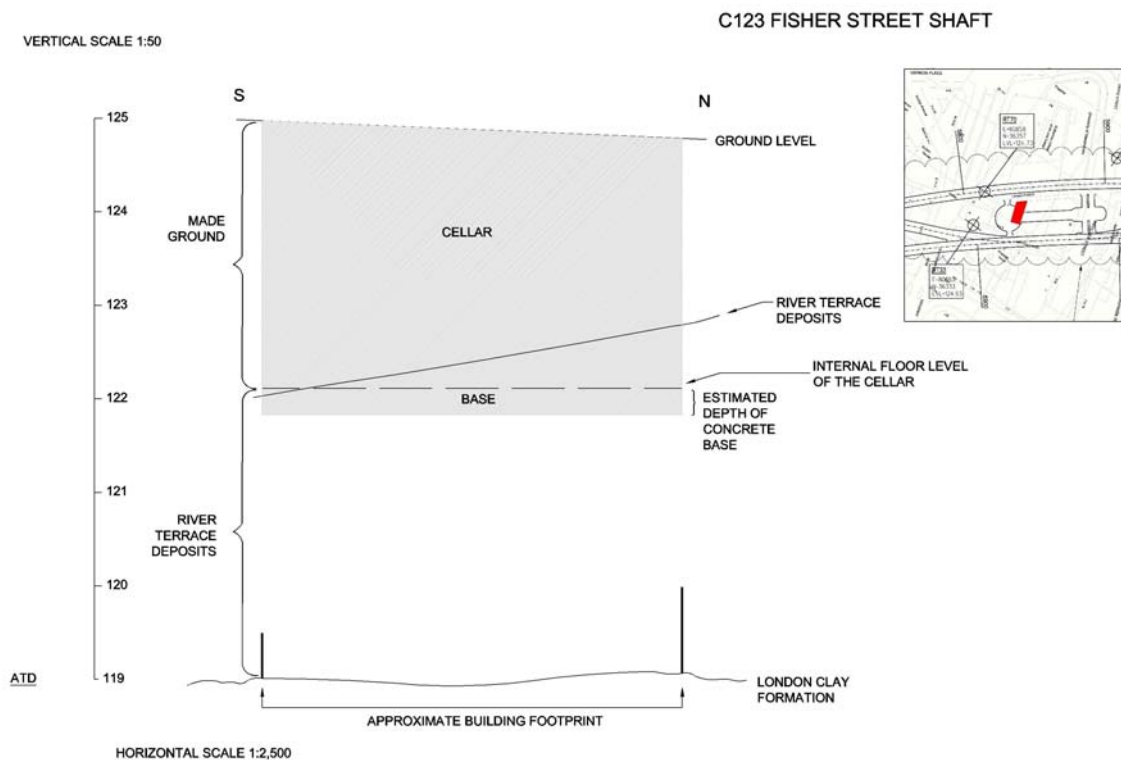 C123 FISHER STREET SHAFT
VERTICAL SCALE 1:50
S
N
125
124
123
122
121
120
119
ATD
MADE
GROUND
RIVER
TERRACE
DEPOSITS
CELLAR
BASE
GROUND LEVEL
RIVER TERRACE
DEPOSITS
INTERNAL FLOOR LEVEL
OF THE CELLAR
ESTIMATED
DEPTH OF
CONCRETE
BASE
LONDON CLAY
FORMATION
APPROXIMATE BUILDING FOOTPRINT
HORIZONTAL SCALE 1:2,500